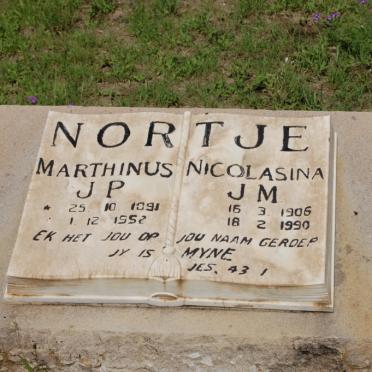 NORTJE
MARTHINUS NICOLASINA
J P J M
* 25 10 1891 16 3 1906
1 12 1952 18 2 1990
EK HET JOU OP JOU NAAM GEROEP
JY IS MYNE
JES. 43 1